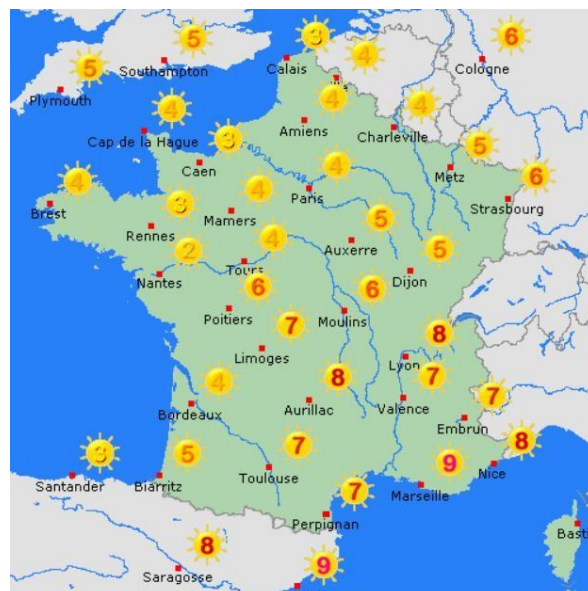 3
6
5
4
Southampton
Calais
Cologne
5
Plymouth
4
4
4
Amiens
Charleville
Cap de la Hague
3
5
Caen
4
Metz
6
4
4
Paris
Strasbourg
Brest
3
Mamers
5
Rennes
4
Auxerre
5
2
Tours
Dijon
Nantes
6
6
Poitiers
7
Moulins
8
Limoges
Lyon
4
8
7
7
Bordeaux
Aurillac
Valence
Embrun
7
8
3
5
9
Santander
Biarritz
Toulouse
Nice
7
Marseille
Perpignan
8
Bast
Saragosse
9